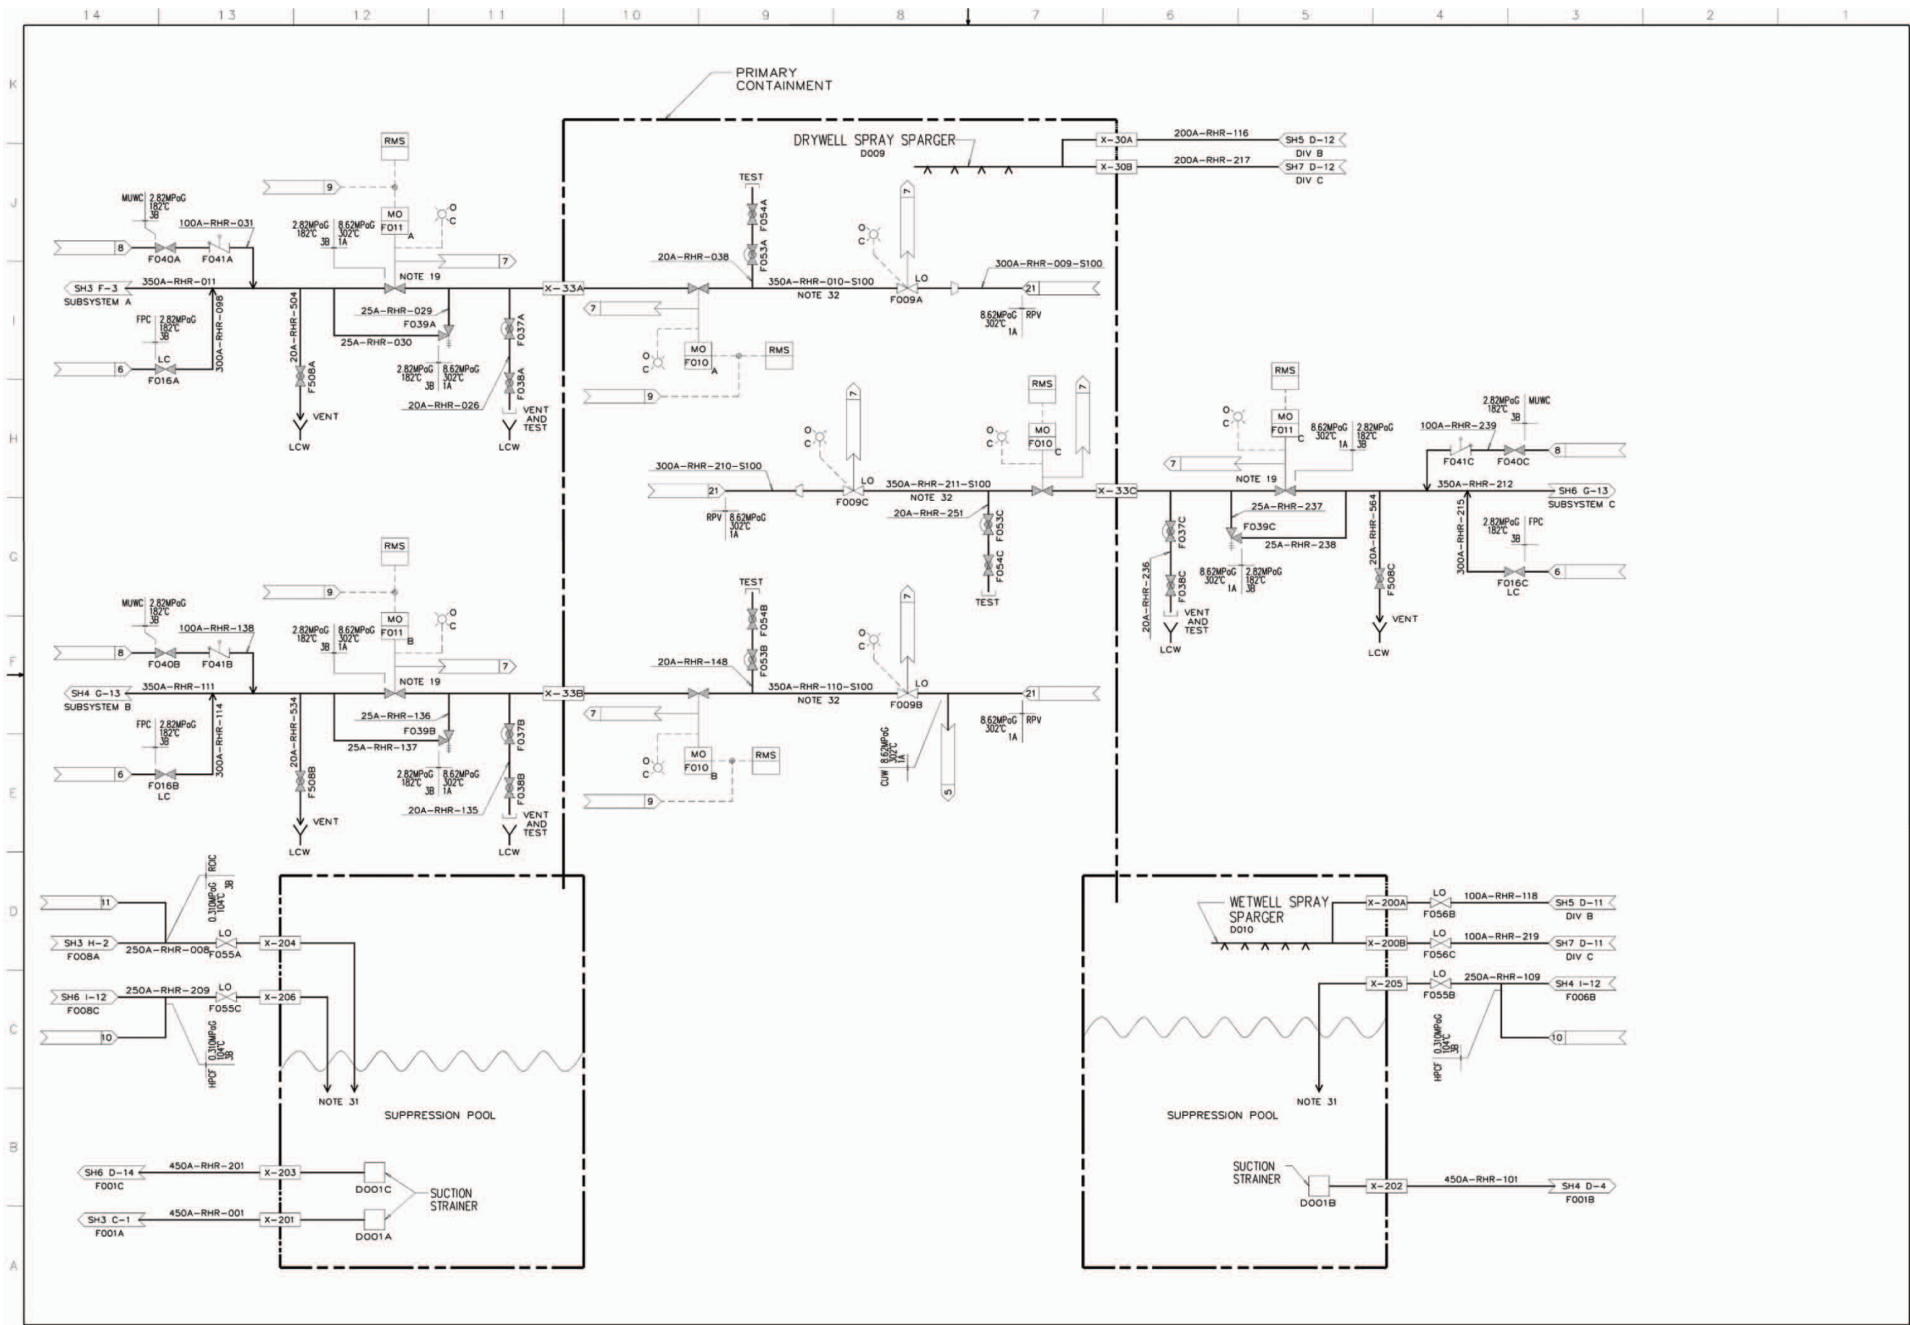 14 13 12 11 10 9 8 7 6 5 4 3 2 1
K
J
I
H
G
F
E
D
C
B
A
PRIMARY
CONTAINMENT
DRYWELL SPRAY SPARGER
D009
X-30A
200A-RHR-116
SH5 D-12
DIV B
X-30B
200A-RHR-217
SH7 D-12
DIV C
RMS
9
MO
F011
A
O
C
MUWC
2.82MPaG
182℃
3B
100A-RHR-031
8
F040A
F041A
2.82MPaG
182℃
3B
8.62MPaG
302℃
1A
7
NOTE 19
SH3 F-3
SUBSYSTEM A
350A-RHR-011
X-33A
FPC
2.82MPaG
182℃
3B
LC
6
F016A
300A-RHR-098
20A-RHR-504
F508A
VENT
LCW
25A-RHR-029
F039A
25A-RHR-030
2.82MPaG
182℃
3B
8.62MPaG
302℃
1A
20A-RHR-026
F037A
F038A
VENT
AND
TEST
LCW
TEST
F054A
F053A
20A-RHR-038
350A-RHR-010-S100
NOTE 32
7
O
C
LO
F009A
300A-RHR-009-S100
21
8.62MPaG
302℃
1A
RPV
7
O
C
MO
F010
A
RMS
9
7
O
C
LO
F009C
300A-RHR-210-S100
21
RPV
8.62MPaG
302℃
1A
350A-RHR-211-S100
NOTE 32
20A-RHR-251
F053C
F054C
TEST
RMS
MO
F010
C
O
C
7
X-33C
RMS
MO
F011
C
O
C
7
NOTE 19
8.62MPaG
302℃
1A
2.82MPaG
182℃
3B
2.82MPaG
182℃
3B
MUWC
100A-RHR-239
F041C
F040C
8
350A-RHR-212
SH6 G-13
SUBSYSTEM C
25A-RHR-237
F039C
25A-RHR-238
8.62MPaG
302℃
1A
2.82MPaG
182℃
3B
F037C
F038C
20A-RHR-236
VENT
AND
TEST
LCW
20A-RHR-564
F508C
VENT
LCW
300A-RHR-215
2.82MPaG
182℃
3B
FPC
6
F016C
LC
RMS
9
MO
F011
B
O
C
MUWC
2.82MPaG
182℃
3B
100A-RHR-138
8
F040B
F041B
2.82MPaG
182℃
3B
8.62MPaG
302℃
1A
7
NOTE 19
SH4 G-13
SUBSYSTEM B
350A-RHR-111
X-33B
FPC
2.82MPaG
182℃
3B
6
F016B
LC
300A-RHR-114
20A-RHR-534
F508B
VENT
LCW
25A-RHR-136
F039B
25A-RHR-137
2.82MPaG
182℃
3B
8.62MPaG
302℃
1A
20A-RHR-135
F037B
F038B
VENT
AND
TEST
LCW
TEST
F054B
F053B
20A-RHR-148
350A-RHR-110-S100
NOTE 32
7
O
C
LO
F009B
21
8.62MPaG
302℃
1A
RPV
CUW
8.62MPaG
302℃
1A
5
7
O
C
MO
F010
B
RMS
9
11
RCIC
0.310MPaG
104℃
3B
SH3 H-2
F008A
250A-RHR-008
LO
F055A
X-204
SH6 I-12
F008C
250A-RHR-209
LO
F055C
X-206
10
HPCF
0.310MPaG
104℃
3B
NOTE 31
SUPPRESSION POOL
SH6 D-14
F001C
450A-RHR-201
X-203
D001C
SUCTION
STRAINER
SH3 C-1
F001A
450A-RHR-001
X-201
D001A
WETWELL SPRAY
SPARGER
D010
X-200A
LO
F056B
100A-RHR-118
SH5 D-11
DIV B
X-200B
LO
F056C
100A-RHR-219
SH7 D-11
DIV C
X-205
LO
F055B
250A-RHR-109
SH4 I-12
F006B
10
HPCF
0.310MPaG
104℃
3B
NOTE 31
SUPPRESSION POOL
SUCTION
STRAINER
D001B
X-202
450A-RHR-101
SH4 D-4
F001B